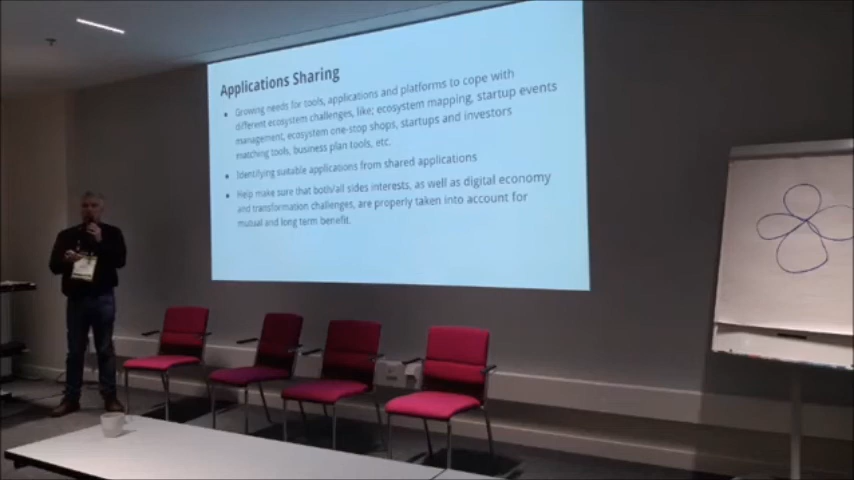 Applications Sharing
• Growing needs for tools, applications and platforms to cope with
different ecosystem challenges, like; ecosystem mapping, startup events
management, ecosystem one-stop shops, startups and investors
matching tools, business plan tools, etc.
• Identifying suitable applications from shared applications
• Help make sure that both/all sides interests, as well as digital economy
and transformation challenges, are properly taken into account for
mutual and long term benefit.